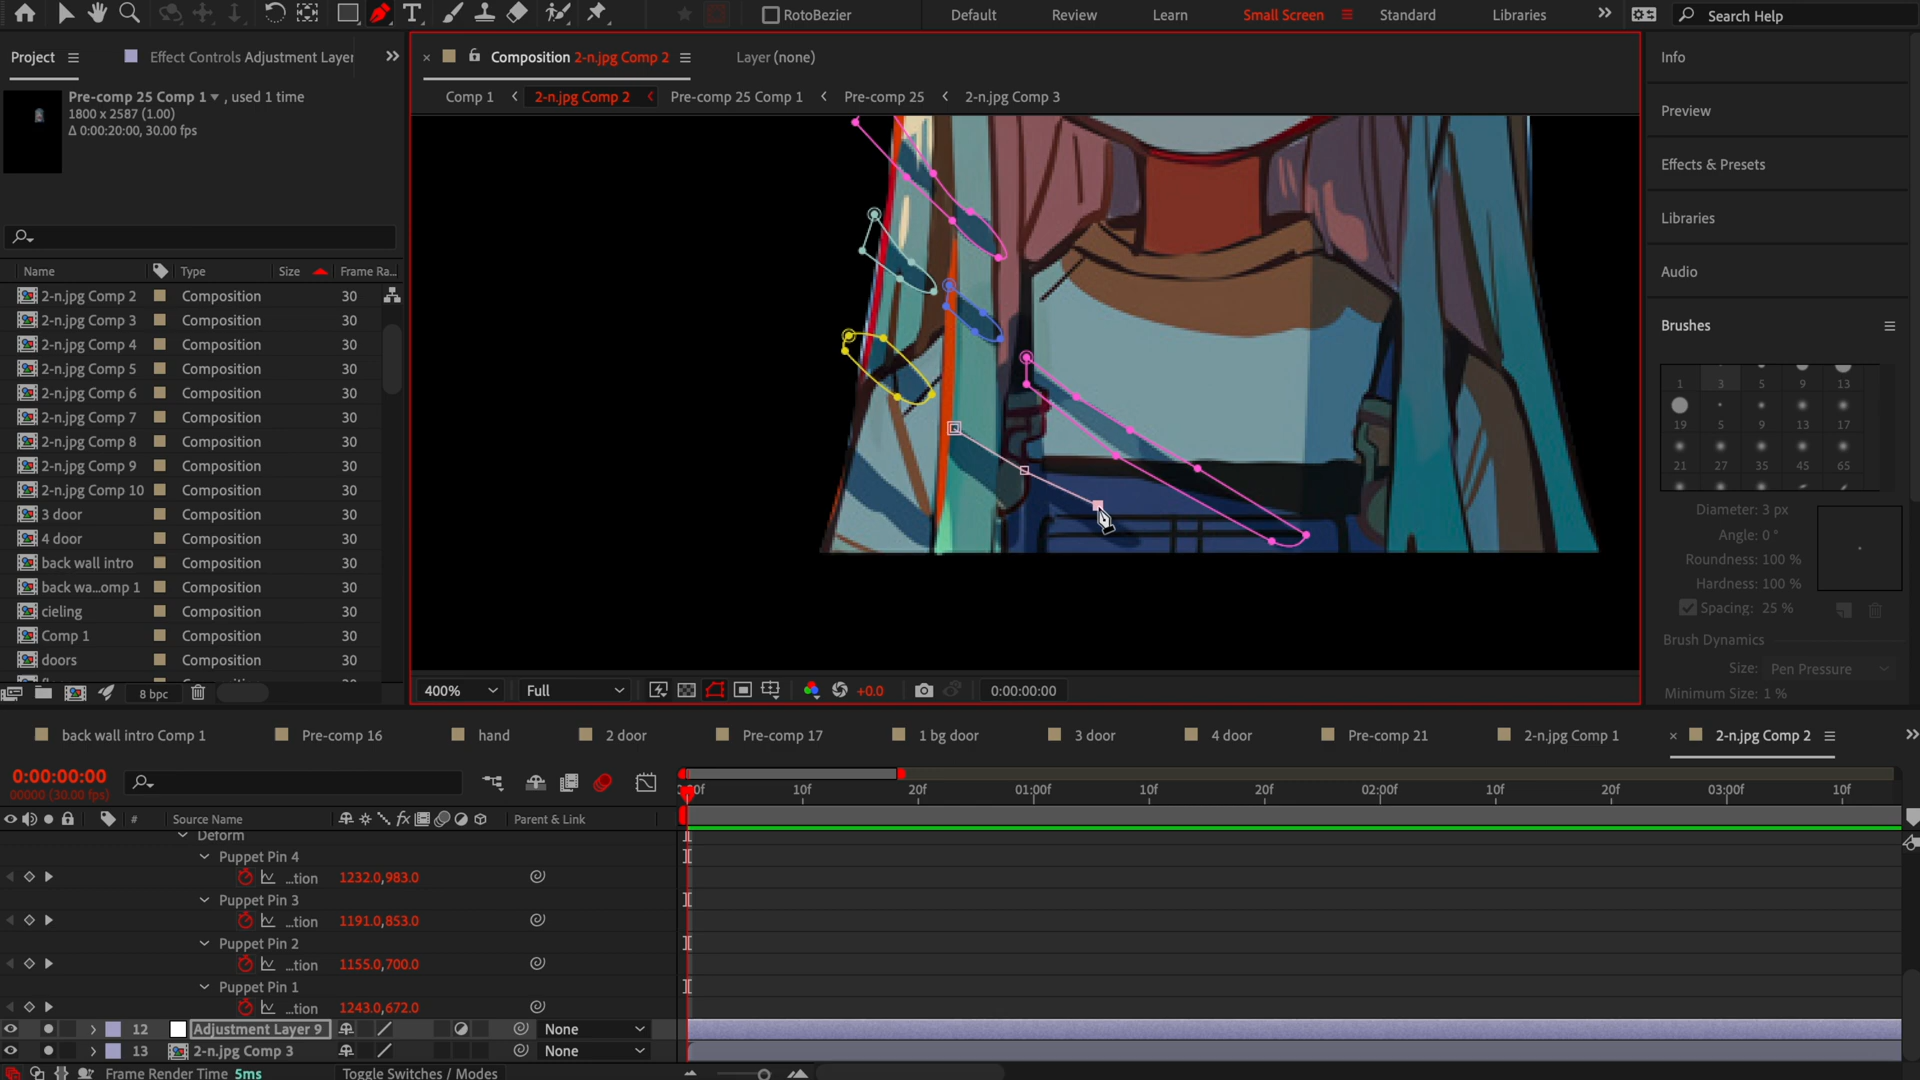 RotoBezier
Default
Review
Learn
Small Screen
Standard
Libraries
Search Help
Project
Effect Controls Adjustment Layer
Composition 2-n.jpg Comp 2
Layer (none)
Info
Pre-comp 25 Comp 1 , used 1 time
1800 x 2587 (1.00)
Δ 0:00:20:00, 30.00 fps
Comp 1
2-n.jpg Comp 2
Pre-comp 25 Comp 1
Pre-comp 25
2-n.jpg Comp 3
Preview
Effects & Presets
Libraries
Audio
Brushes
Name Type Size Frame Ra...
2-n.jpg Comp 2 Composition 30
2-n.jpg Comp 3 Composition 30
2-n.jpg Comp 4 Composition 30
2-n.jpg Comp 5 Composition 30
2-n.jpg Comp 6 Composition 30
2-n.jpg Comp 7 Composition 30
2-n.jpg Comp 8 Composition 30
2-n.jpg Comp 9 Composition 30
2-n.jpg Comp 10 Composition 30
3 door Composition 30
4 door Composition 30
back wall intro Composition 30
back wa...omp 1 Composition 30
cieling Composition 30
Comp 1 Composition 30
doors Composition 30
8 bpc
1 3 5 9 13
19 5 9 13 17
21 27 35 45 65
Diameter: 3 px
Angle: 0 °
Roundness: 100 %
Hardness: 100 %
Spacing: 25 %
Brush Dynamics
Size: Pen Pressure
Minimum Size: 1 %
400%
Full
+0.0
0:00:00:00
back wall intro Comp 1
Pre-comp 16
hand
2 door
Pre-comp 17
1 bg door
3 door
4 door
Pre-comp 21
2-n.jpg Comp 1
2-n.jpg Comp 2
0:00:00:00
00000 (30.00 fps)
10f 20f 01:00f 10f 20f 02:00f 10f 20f 03:00f 10f
# Source Name fx Parent & Link
Deform
Puppet Pin 4
...tion 1232.0,983.0
Puppet Pin 3
...tion 1191.0,853.0
Puppet Pin 2
...tion 1155.0,700.0
Puppet Pin 1
...tion 1243.0,672.0
12 Adjustment Layer 9 None
13 2-n.jpg Comp 3 None
Frame Render Time 5ms
Toggle Switches / Modes